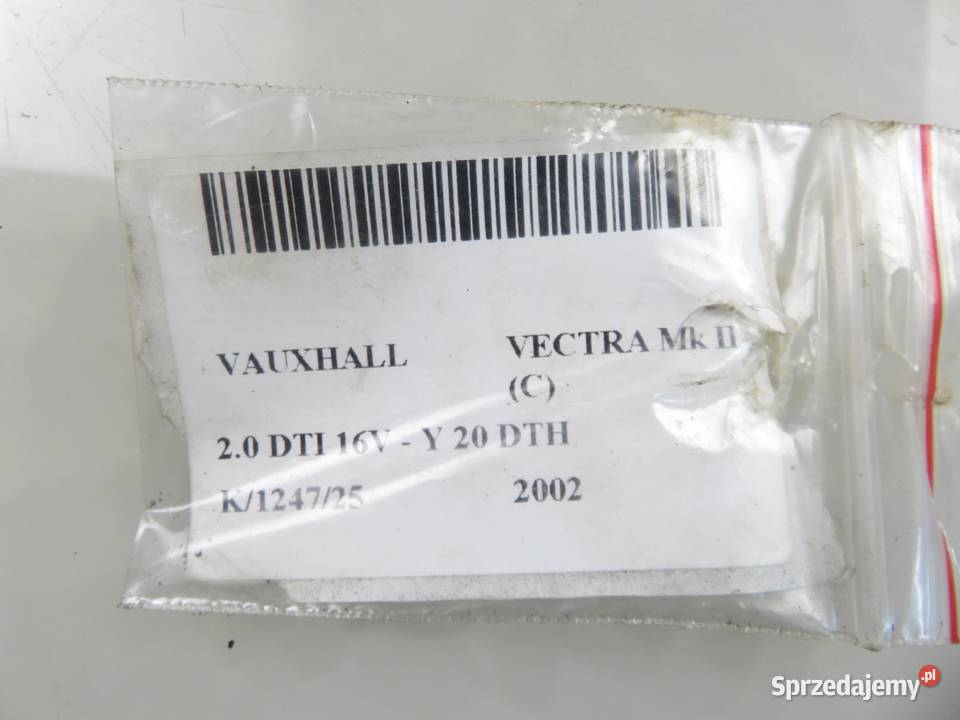 VAUXHALL VECTRA Mk II
(C)
2.0 DTI 16V - Y 20 DTH
K/1247/25 2002
Sprzedajemy.pl